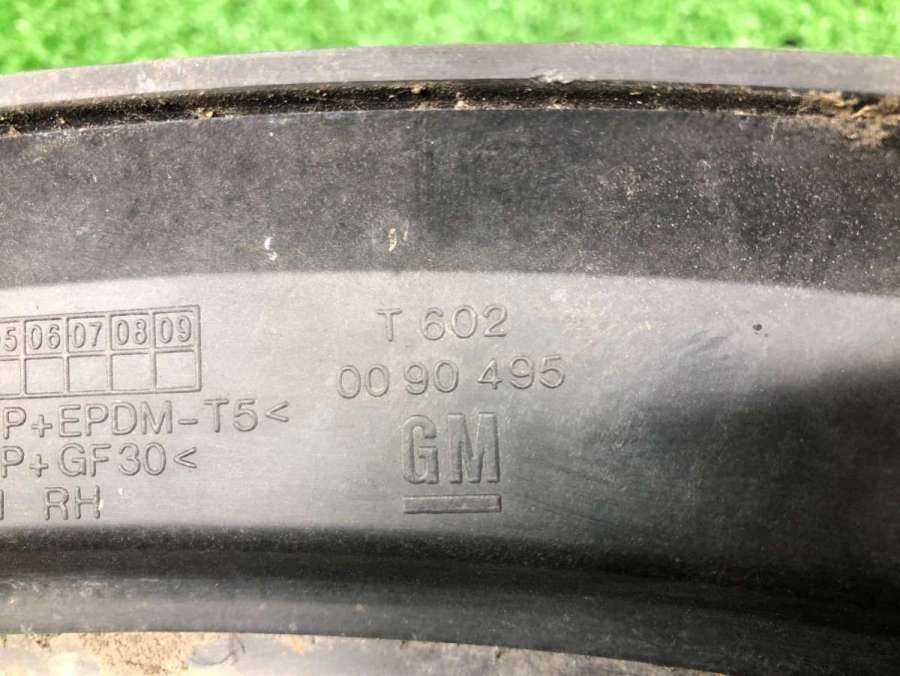 5 06 07 08 09
P+EPDM-T5<
P+GF30<
RH
T 602
00 90 495
GM